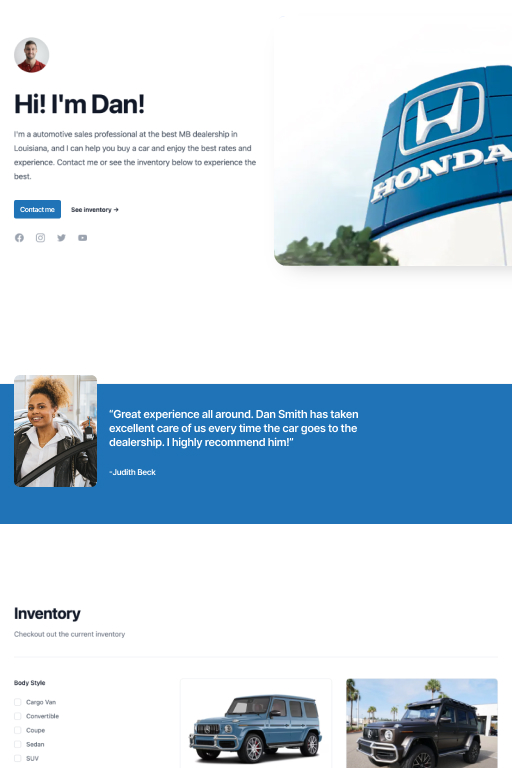 Hi! I'm Dan!
I'm a automotive sales professional at the best MB dealership in
Louisiana, and I can help you buy a car and enjoy the best rates and
experience. Contact me or see the inventory below to experience the
best.
Contact me
See inventory →
HONDA
“Great experience all around. Dan Smith has taken
excellent care of us every time the car goes to the
dealership. I highly recommend him!”
-Judith Beck
Inventory
Checkout out the current inventory
Body Style
Cargo Van
Convertible
Coupe
Sedan
SUV